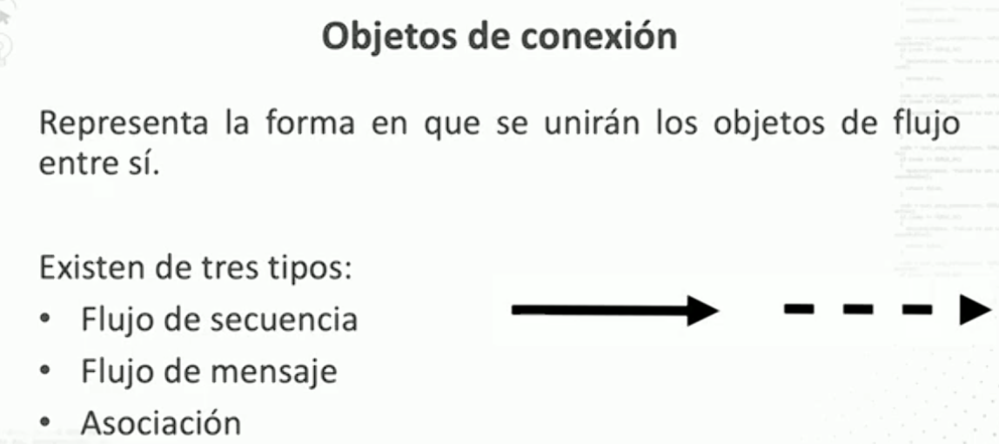 Objetos de conexión
Representa la forma en que se unirán los objetos de flujo
entre sí.
Existen de tres tipos:
• Flujo de secuencia
• Flujo de mensaje
• Asociación